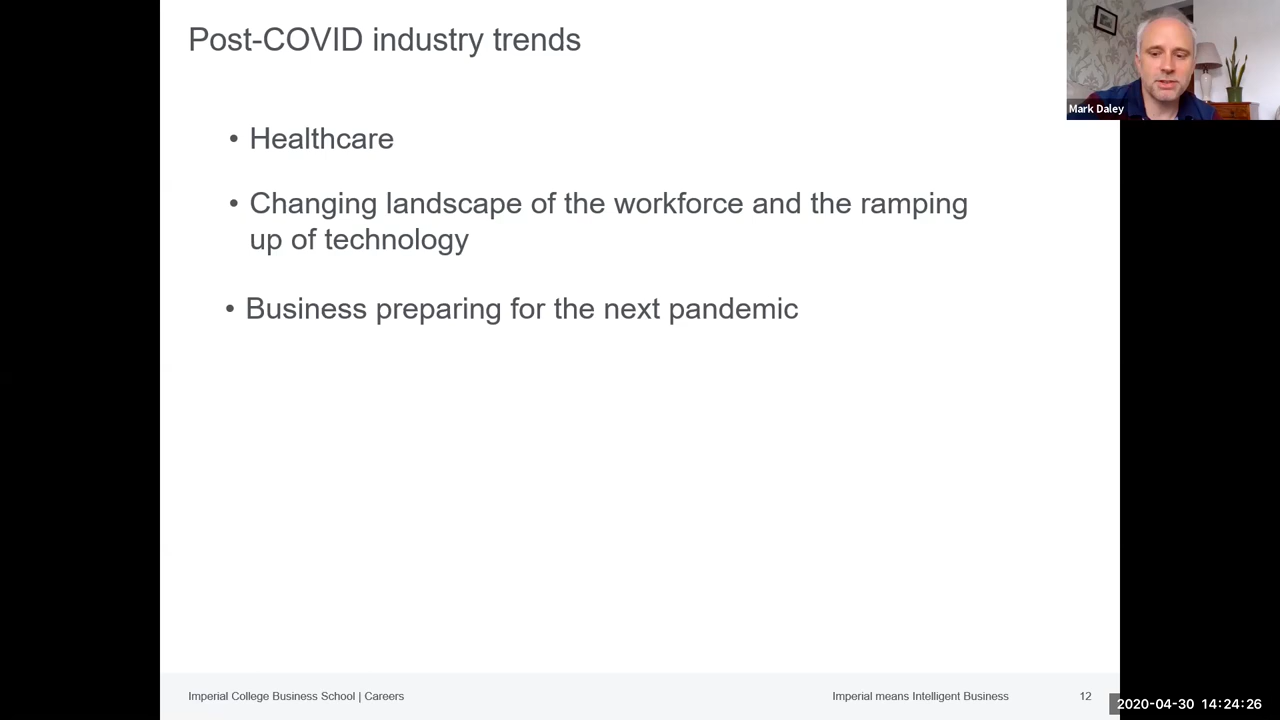 Post-COVID industry trends
Mark Daley
• Healthcare
• Changing landscape of the workforce and the ramping
up of technology
• Business preparing for the next pandemic
Imperial College Business School | Careers
Imperial means Intelligent Business
12
2020-04-30 14:24:26